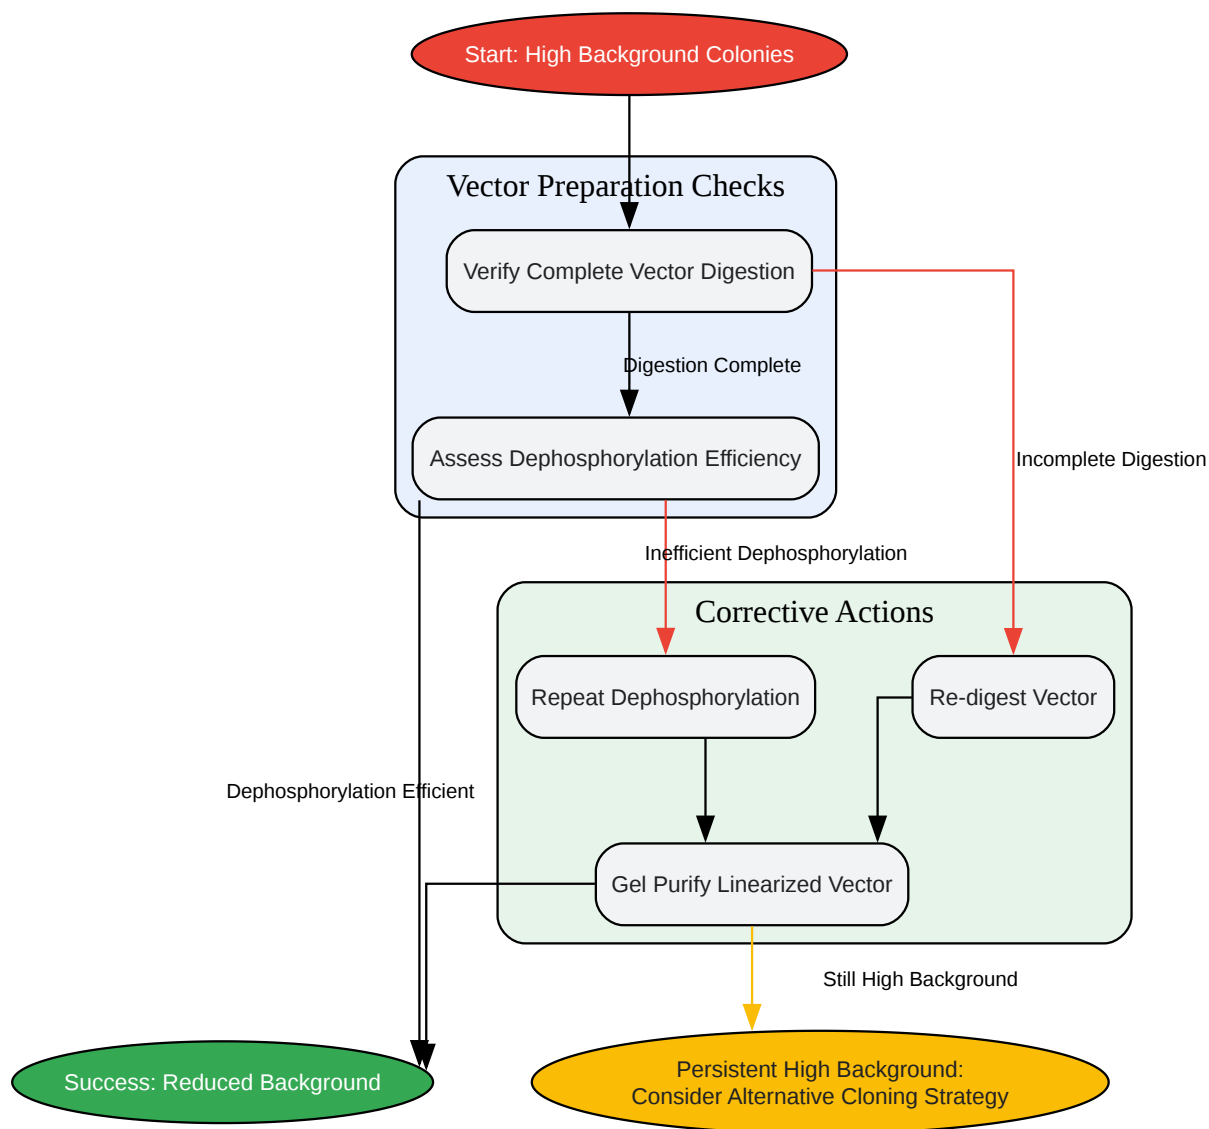 Start: High Background Colonies
Vector Preparation Checks
Verify Complete Vector Digestion
Digestion Complete
Assess Dephosphorylation Efficiency
Incomplete Digestion
Inefficient Dephosphorylation
Corrective Actions
Repeat Dephosphorylation
Re-digest Vector
Dephosphorylation Efficient
Gel Purify Linearized Vector
Still High Background
Success: Reduced Background
Persistent High Background:
Consider Alternative Cloning Strategy